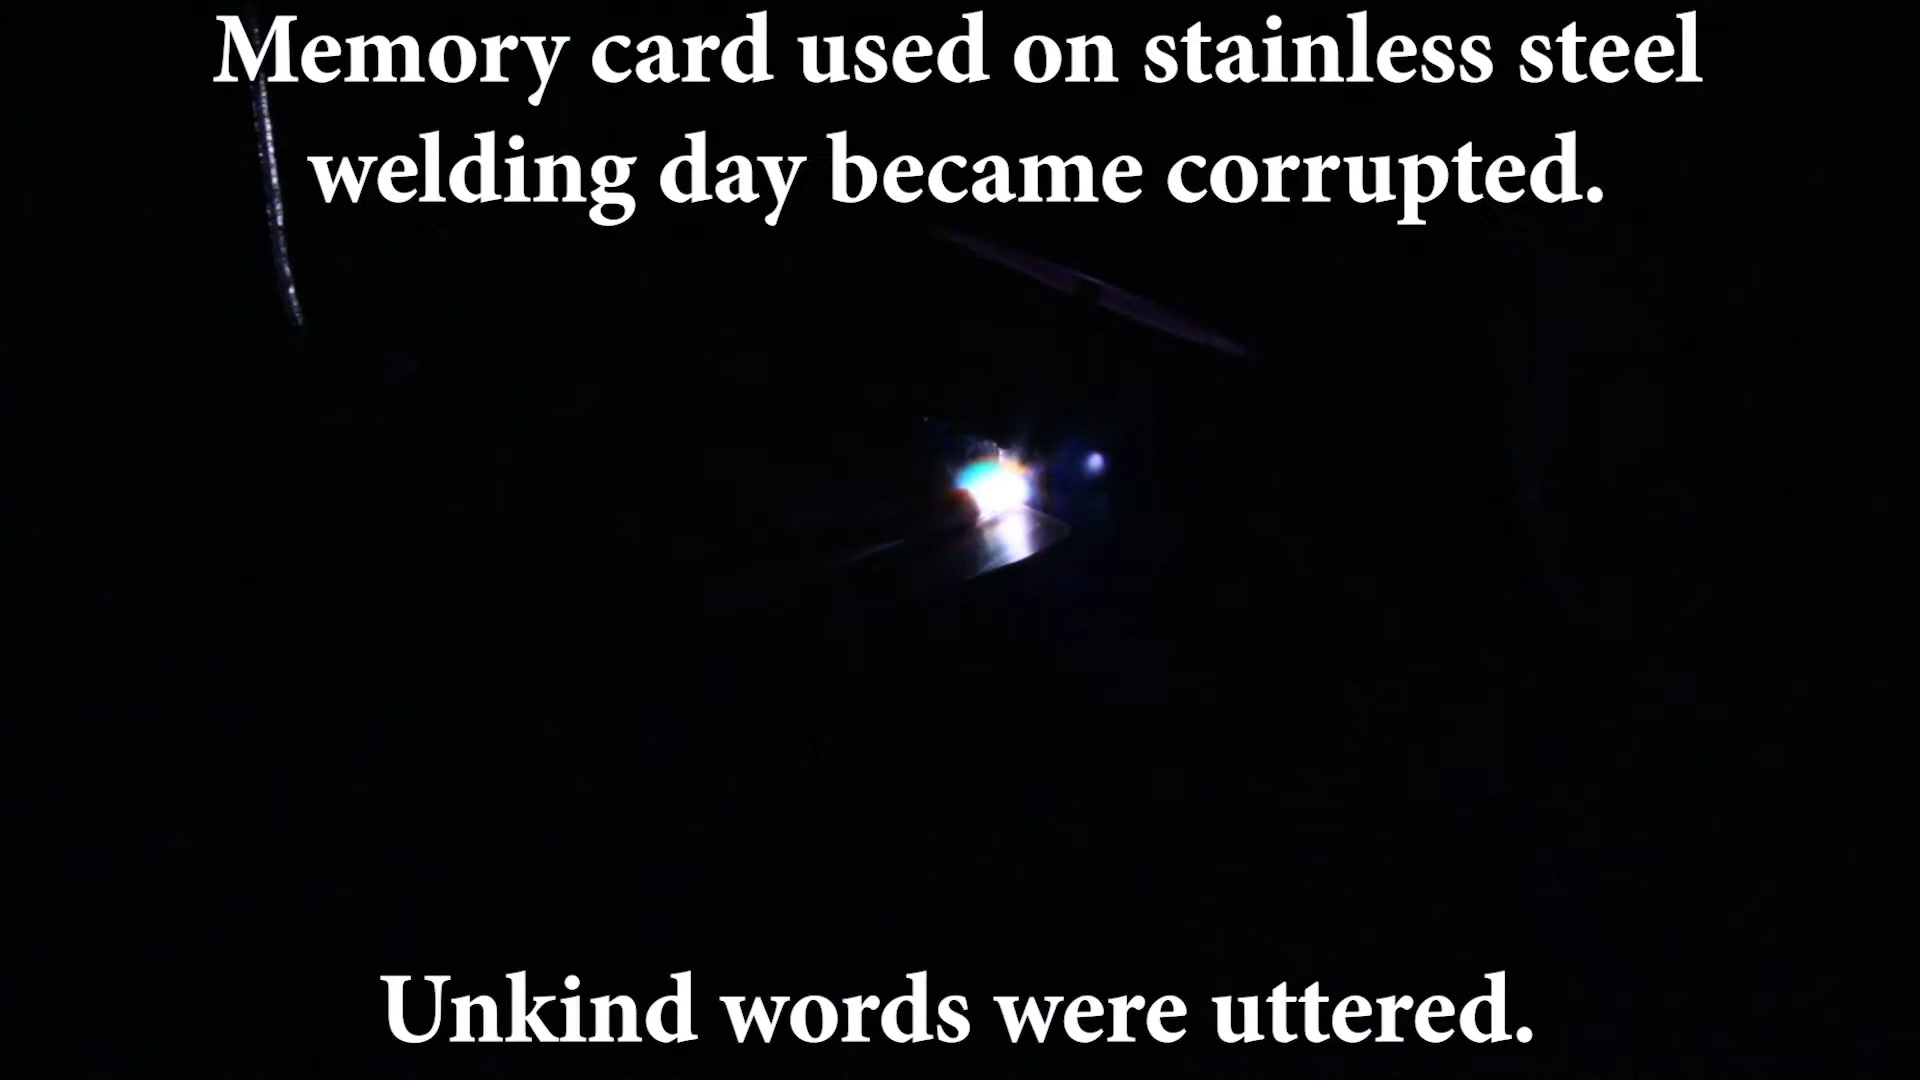 Memory card used on stainless steel
welding day became corrupted.
Unkind words were uttered.